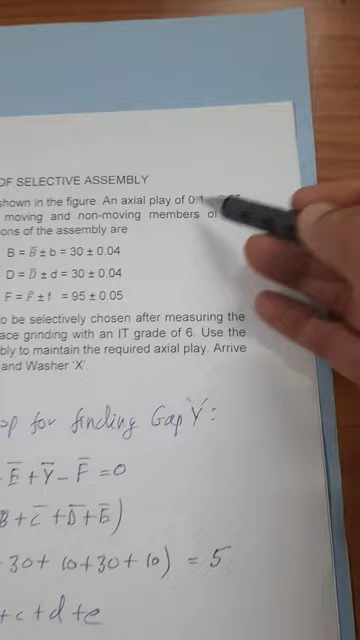 OF SELECTIVE ASSEMBLY
shown in the figure. An axial play of
moving and non-moving members of
ons of the assembly are
B = B̅ ± b = 30 ± 0.04
D = D̅ ± d = 30 ± 0.04
F = F̅ ± f = 95 ± 0.05
o be selectively chosen after measuring the
ace grinding with an IT grade of 6. Use the
bly to maintain the required axial play. Arrive
and Washer 'X'.
op for finding Gap 'Y':
E̅ + Y̅ - F̅ = 0
B̅ + C̅ + D̅ + E̅)
30 + 10 + 30 + 10) = 5
+ c + d + e